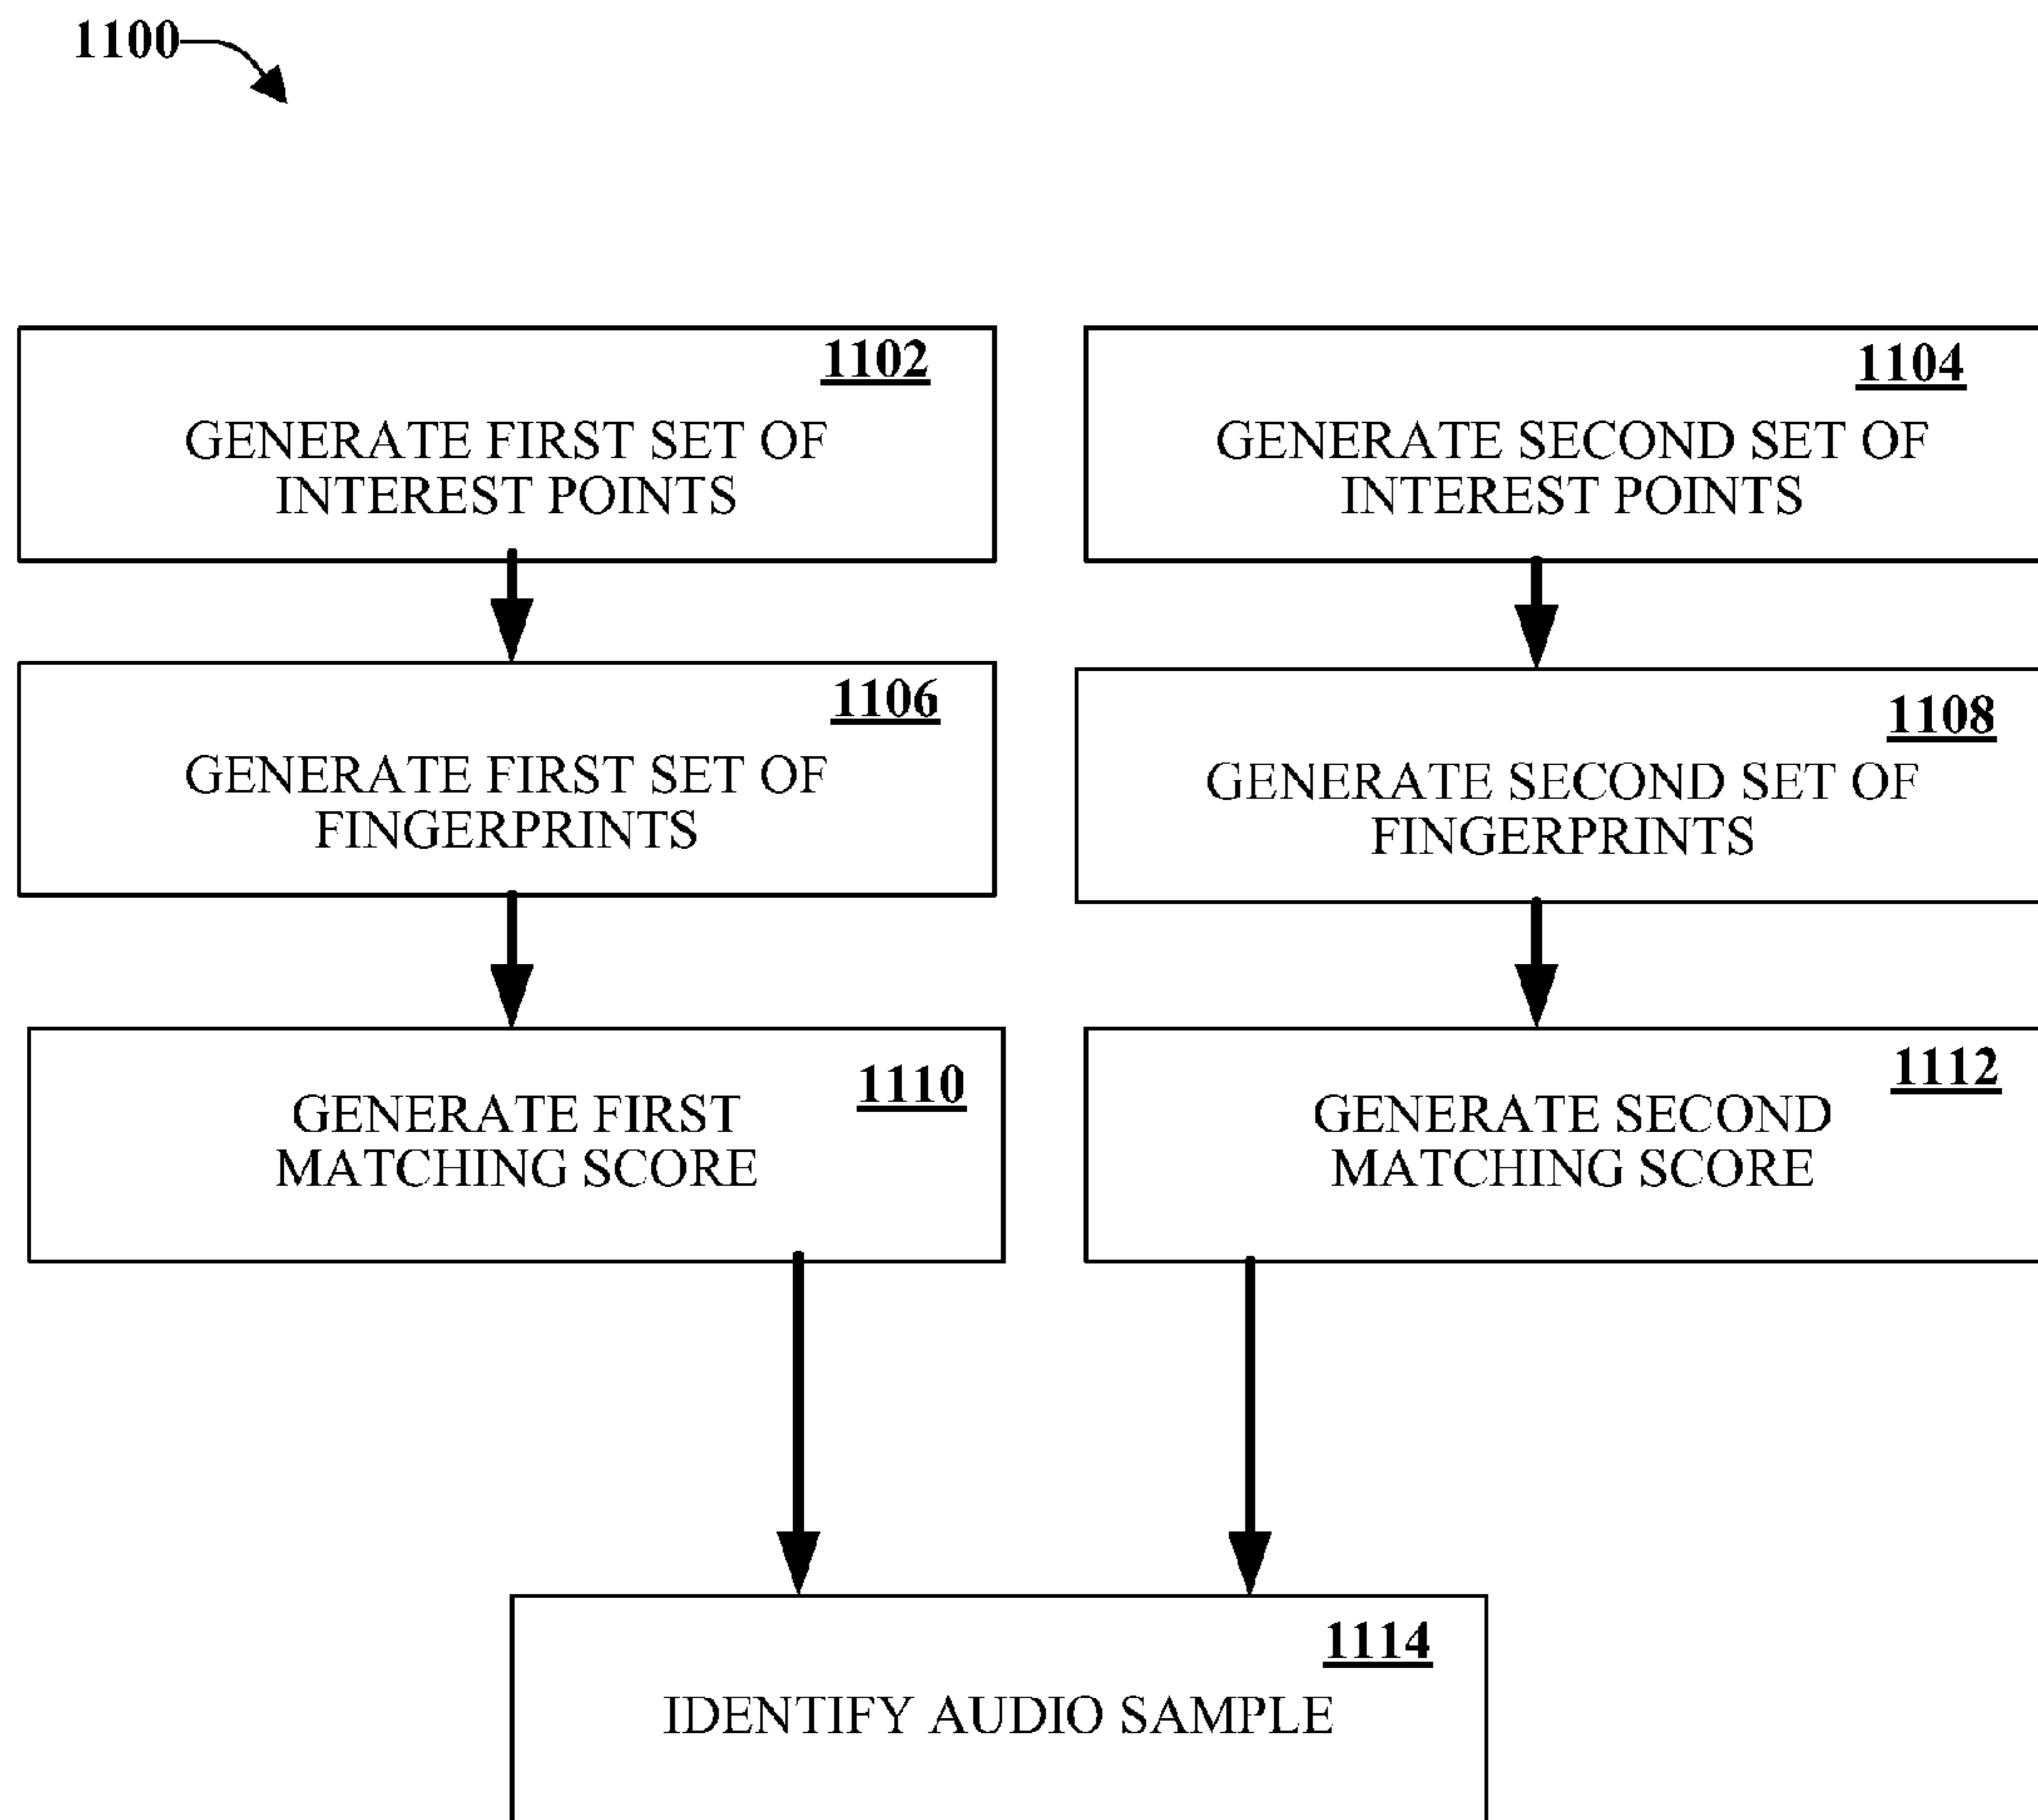 1100
1102
GENERATE FIRST SET OF
INTEREST POINTS
1104
GENERATE SECOND SET OF
INTEREST POINTS
1106
GENERATE FIRST SET OF
FINGERPRINTS
1108
GENERATE SECOND SET OF
FINGERPRINTS
1110
GENERATE FIRST
MATCHING SCORE
1112
GENERATE SECOND
MATCHING SCORE
1114
IDENTIFY AUDIO SAMPLE